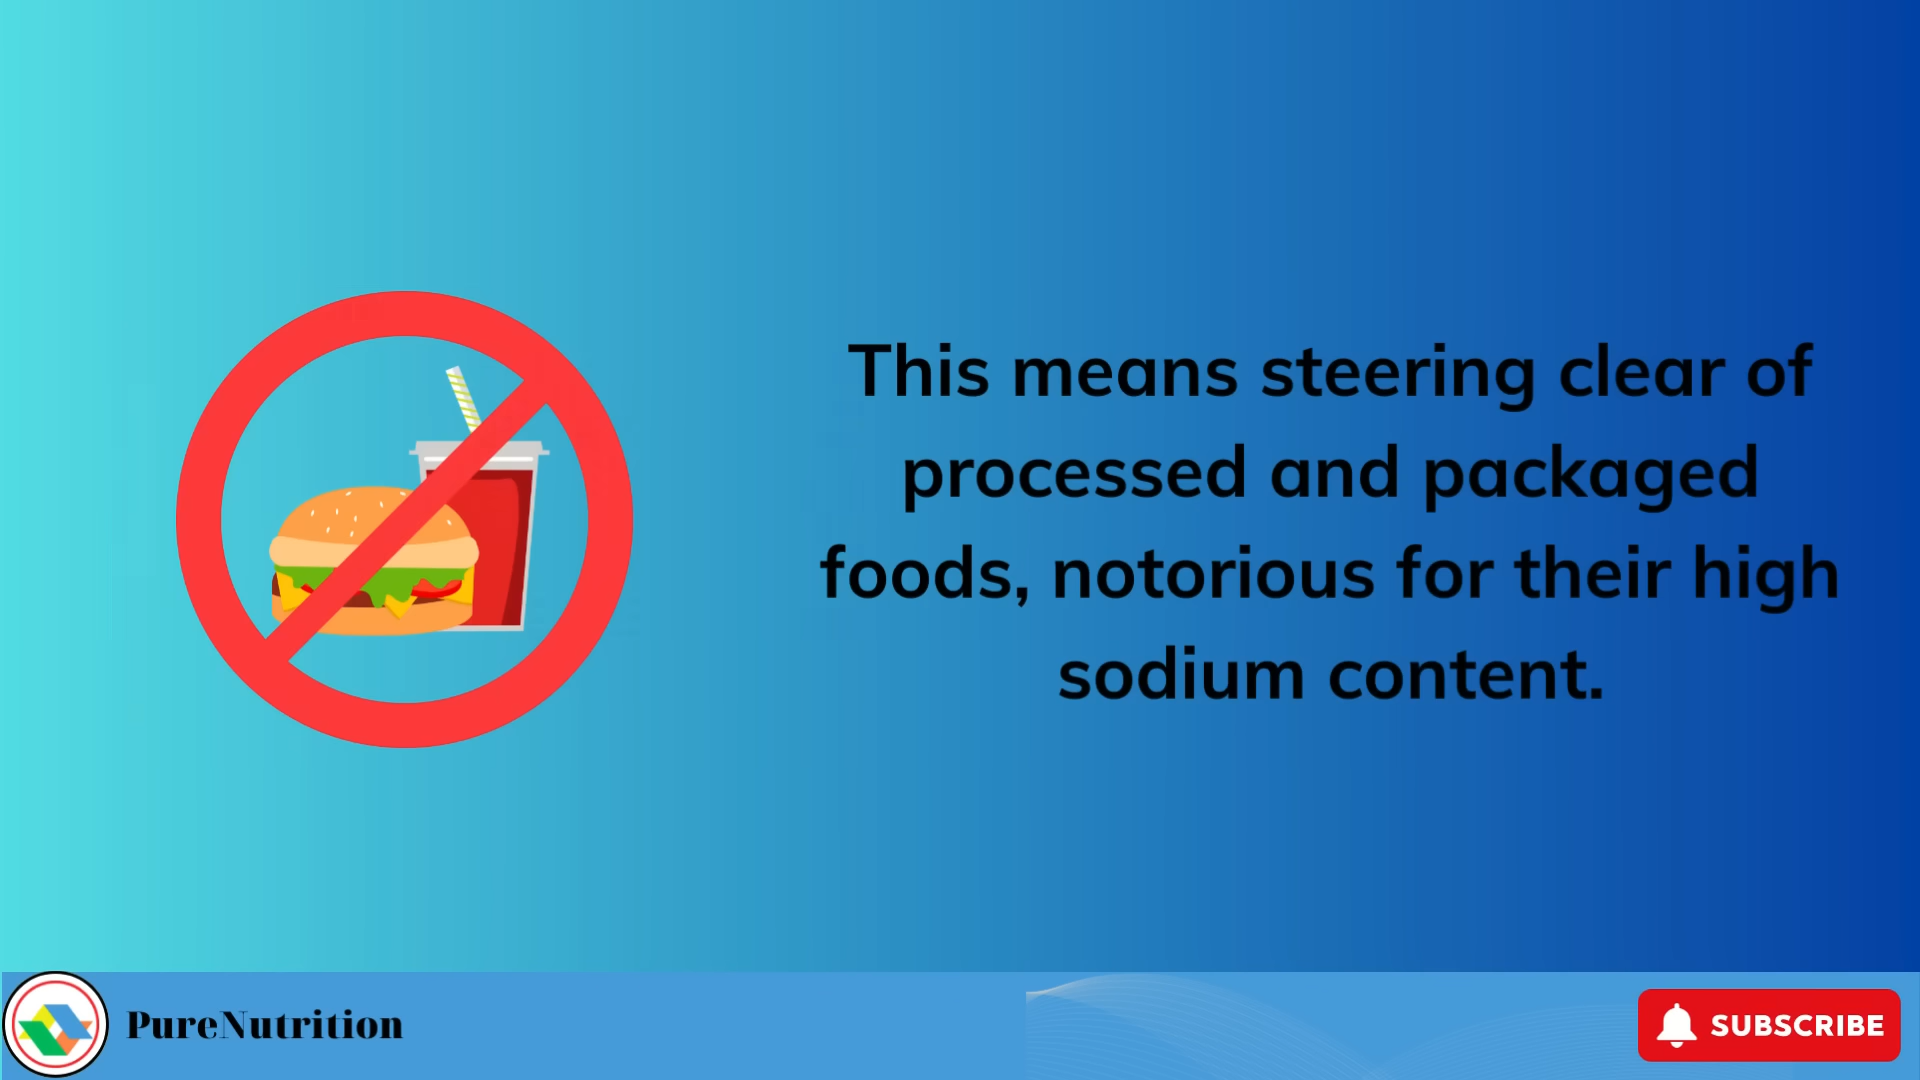 This means steering clear of
processed and packaged
foods, notorious for their high
sodium content.
PureNutrition
SUBSCRIBE